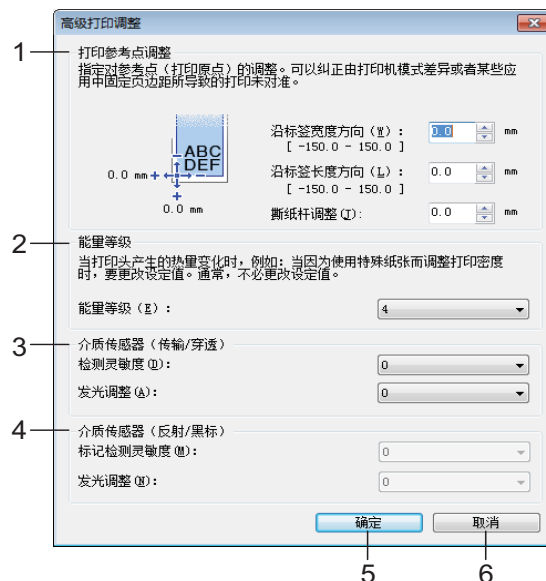 高级打印调整
1
打印参考点调整
指定对参考点（打印原点）的调整。可以纠正由打印机模式差异或者某些应
用中固定页边距所导致的打印未对准。
ABC
DEF
0.0 mm
0.0 mm
沿标签宽度方向（W）: 0.0 mm
[ -150.0 - 150.0 ]
沿标签长度方向（L）: 0.0 mm
[ -150.0 - 150.0 ]
撕纸杆调整(T): 0.0 mm
2
能量等级
当打印头产生的热量变化时，例如：当因为使用特殊纸张而调整打印密度
时，要更改设定值。通常，不必更改设定值。
能量等级（E）: 4
3
介质传感器（传输/穿透）
检测灵敏度(D): 0
发光调整(A): 0
4
介质传感器（反射/黑标）
标记检测灵敏度(M): 0
发光调整(N): 0
确定 取消
5 6